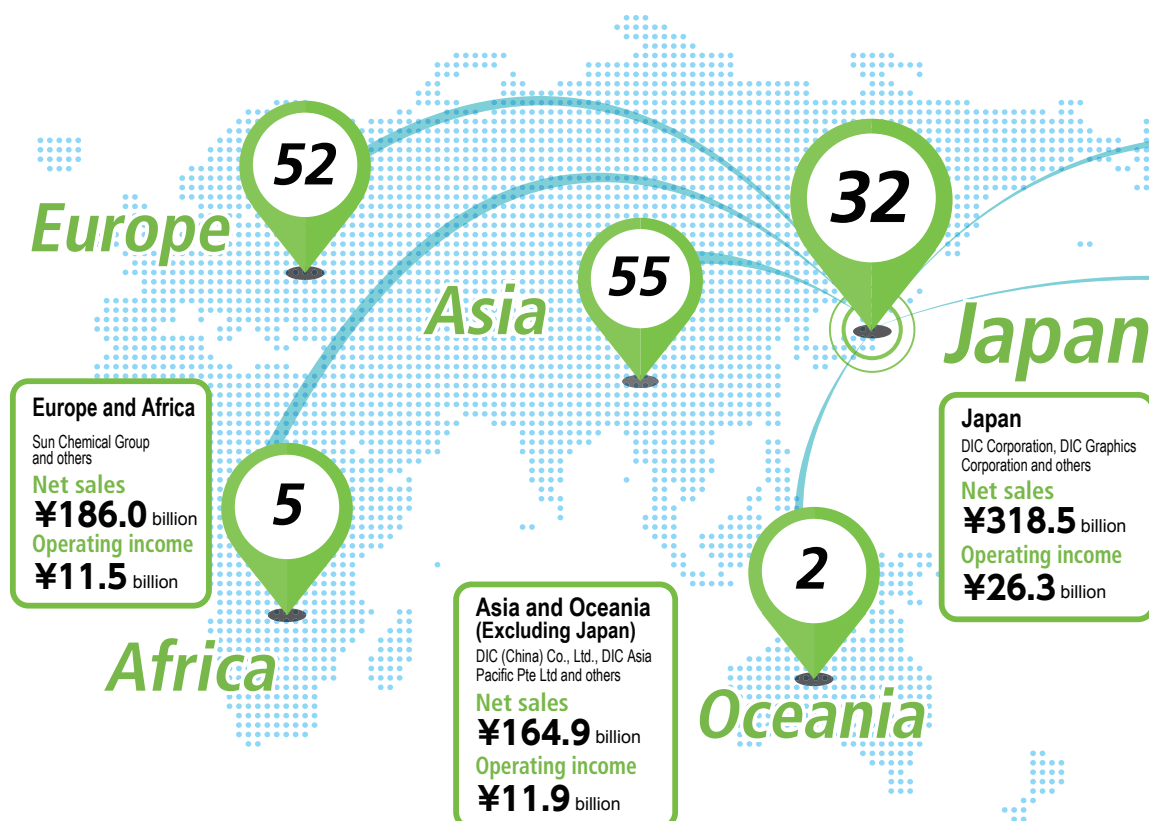 52
Europe
32
55
Asia
Japan
Europe and Africa
Sun Chemical Group
and others
Net sales
¥186.0 billion
Operating income
¥11.5 billion
5
Africa
Japan
DIC Corporation, DIC Graphics
Corporation and others
Net sales
¥318.5 billion
Operating income
¥26.3 billion
2
Oceania
Asia and Oceania
(Excluding Japan)
DIC (China) Co., Ltd., DIC Asia
Pacific Pte Ltd and others
Net sales
¥164.9 billion
Operating income
¥11.9 billion